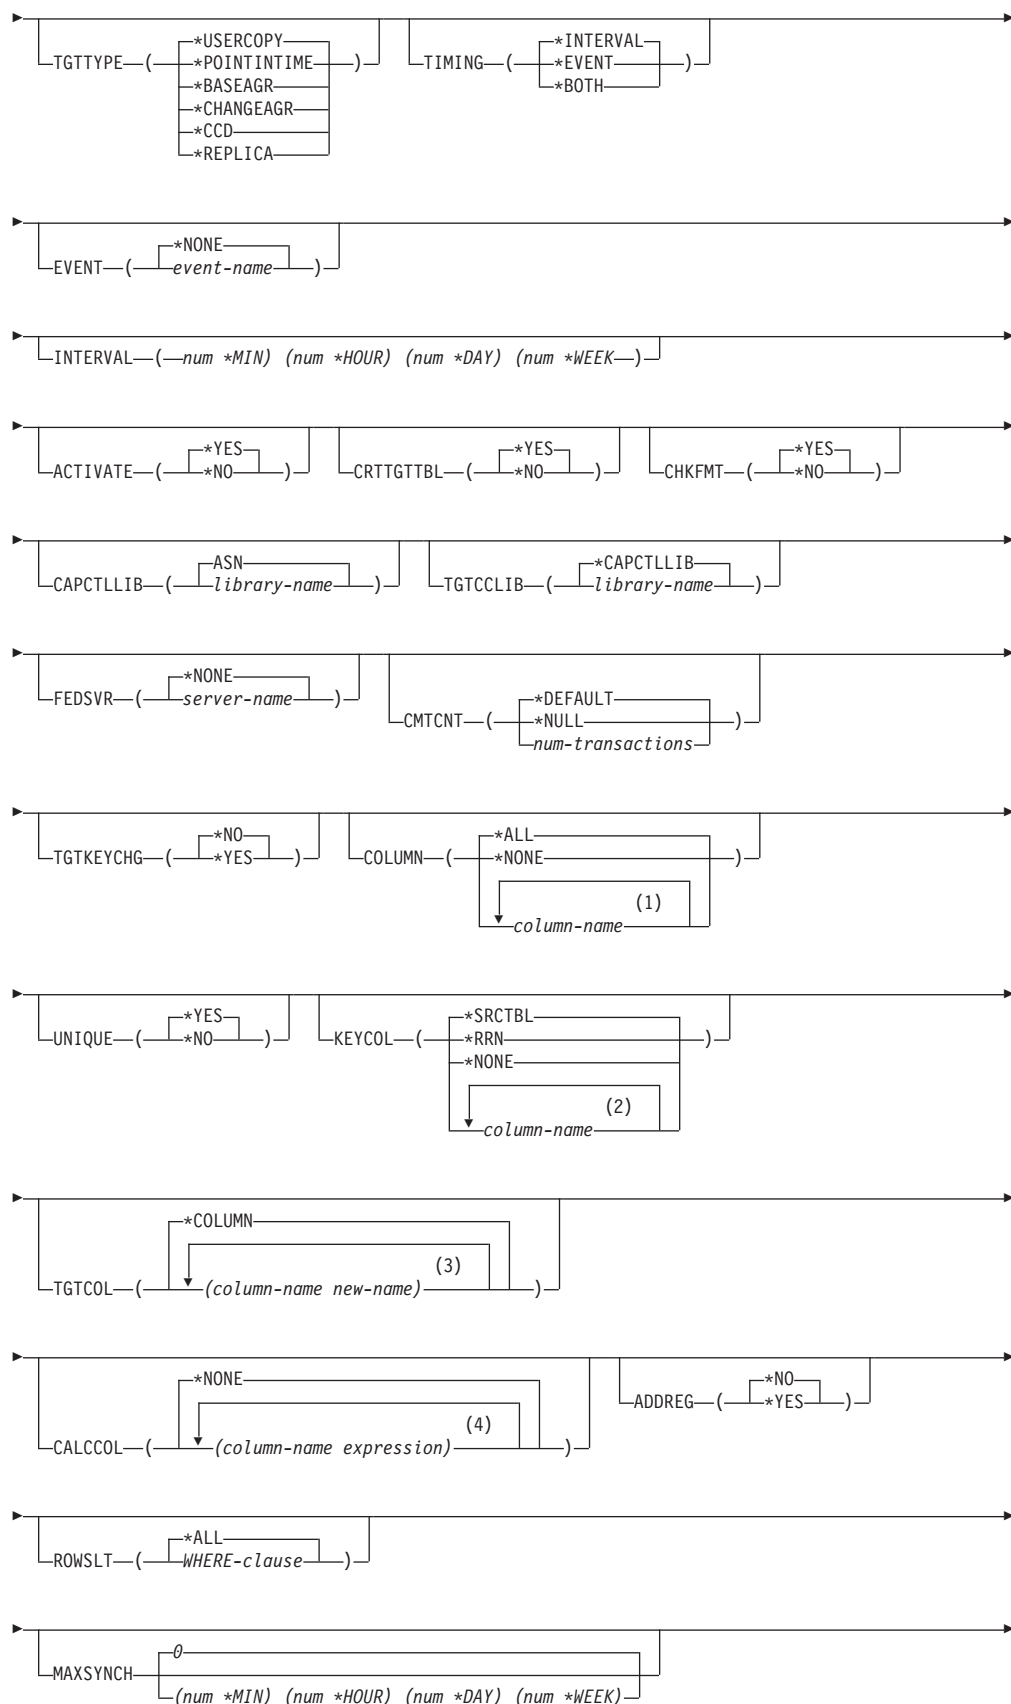 *USERCOPY *INTERVAL
TGTTYPE ( *POINTINTIME ) TIMING ( *EVENT )
*BASEAGR *BOTH
*CHANGEAGR
*CCD
*REPLICA
*NONE
EVENT ( event-name )
INTERVAL ( num *MIN) (num *HOUR) (num *DAY) (num *WEEK )
*YES *YES *YES
ACTIVATE ( *NO ) CRTTGTTBL ( *NO ) CHKFMT ( *NO )
ASN *CAPCTLLIB
CAPCTLLIB ( library-name ) TGTCCLIB ( library-name )
*NONE *DEFAULT
FEDSVR ( server-name ) CMTCNT ( *NULL )
num-transactions
*NO *ALL
TGTKEYCHG ( *YES ) COLUMN ( *NONE )
(1)
column-name
*YES *SRCTBL
UNIQUE ( *NO ) KEYCOL ( *RRN )
*NONE
(2)
column-name
*COLUMN
(3)
TGTCOL ( (column-name new-name) )
*NONE *NO
ADDREG ( *YES )
(4)
CALCCOL ( (column-name expression) )
*ALL
ROWSLT ( WHERE-clause )
0
MAXSYNCH
(num *MIN) (num *HOUR) (num *DAY) (num *WEEK)